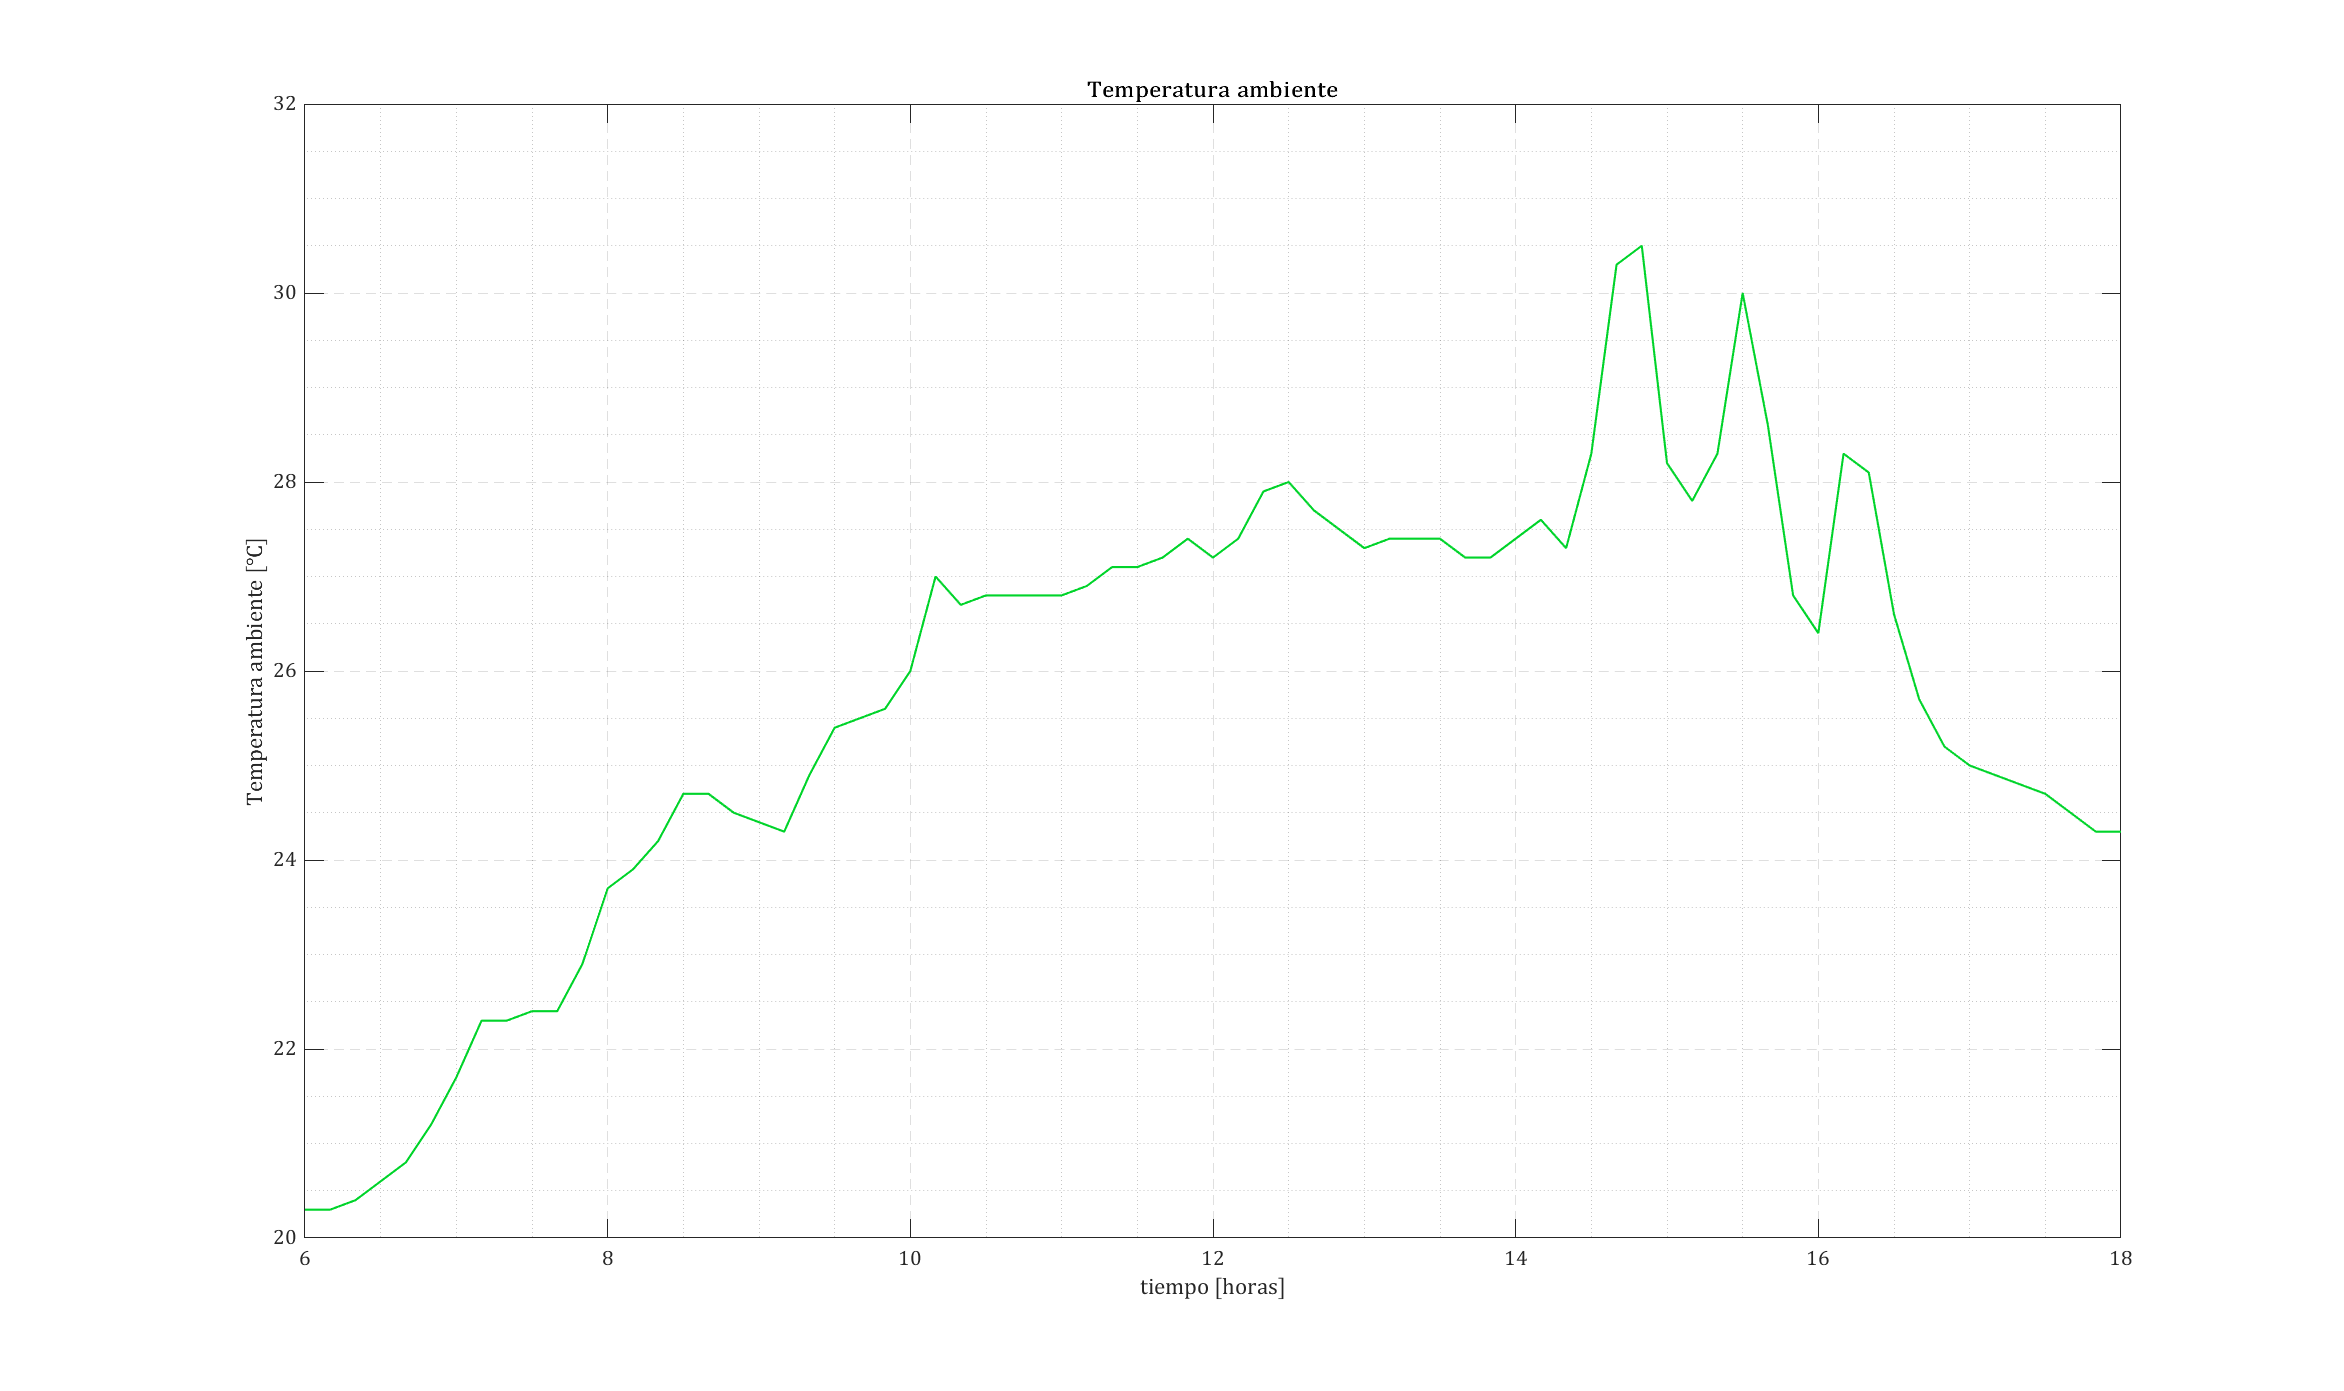 Temperatura ambiente
32
30
28
26
24
22
20
Temperatura ambiente [°C]
6 8 10 12 14 16 18
tiempo [horas]